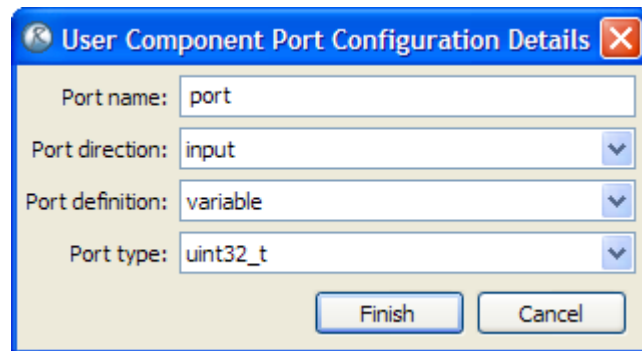 User Component Port Configuration Details
Port name: port
Port direction: input
Port definition: variable
Port type: uint32_t
Finish Cancel